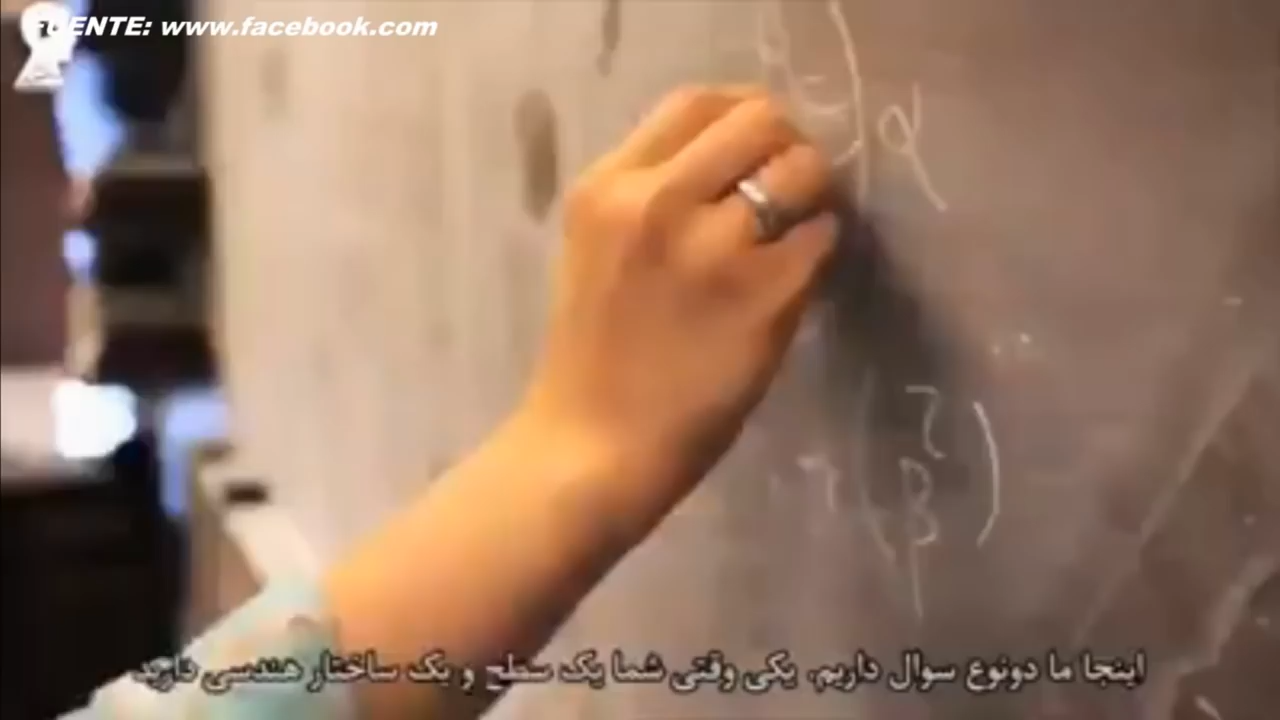 FUENTE: www.facebook.com
α
τ
τ
β
اینجا ما دونوع سوال داریم. یکی وقتی شما یک سطح و یک ساختار هندسی دارید